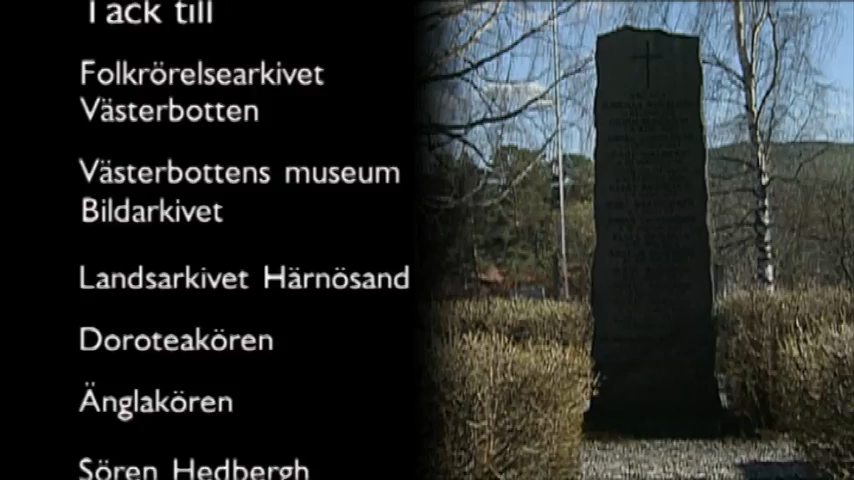 Tack till
Folkrörelsearkivet
Västerbotten
Västerbottens museum
Bildarkivet
Landsarkivet Härnösand
Doroteakören
Änglakören
Sören Hedbergh